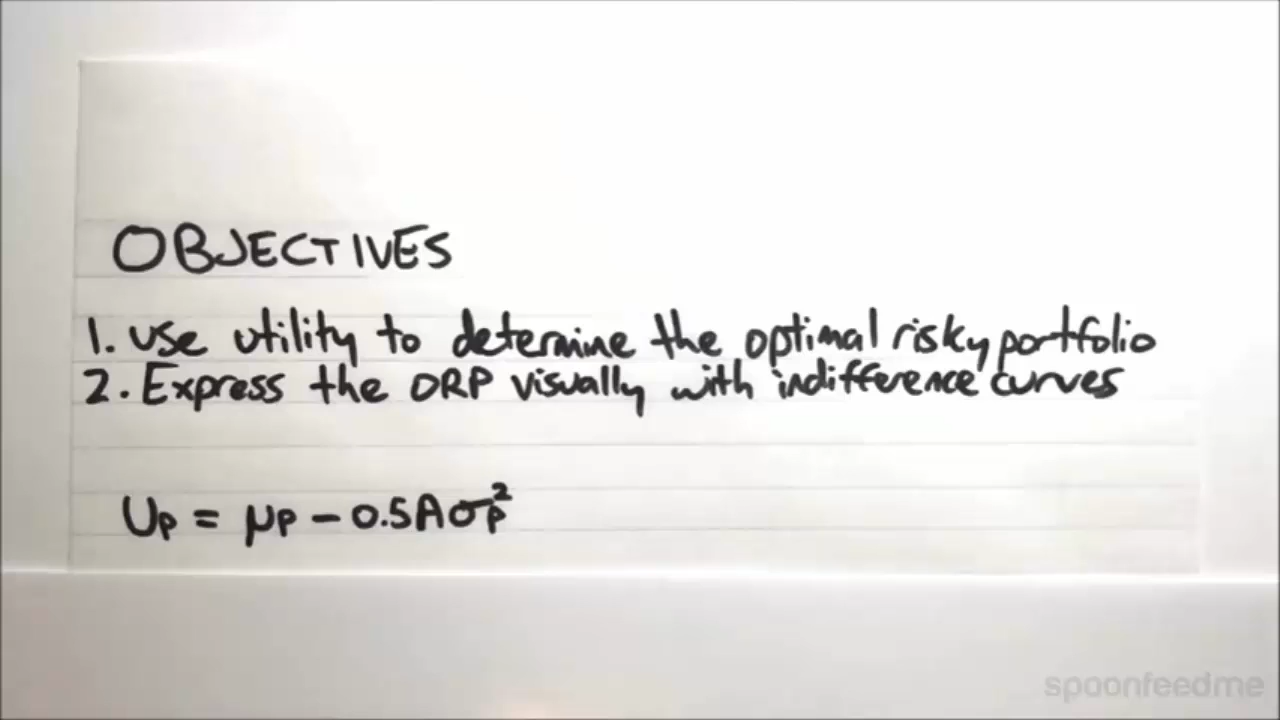 OBJECTIVES
1. use utility to determine the optimal risky portfolio
2. Express the ORP visually with indifference curves
Up = μp - 0.5Aσp²
spoonfeedme